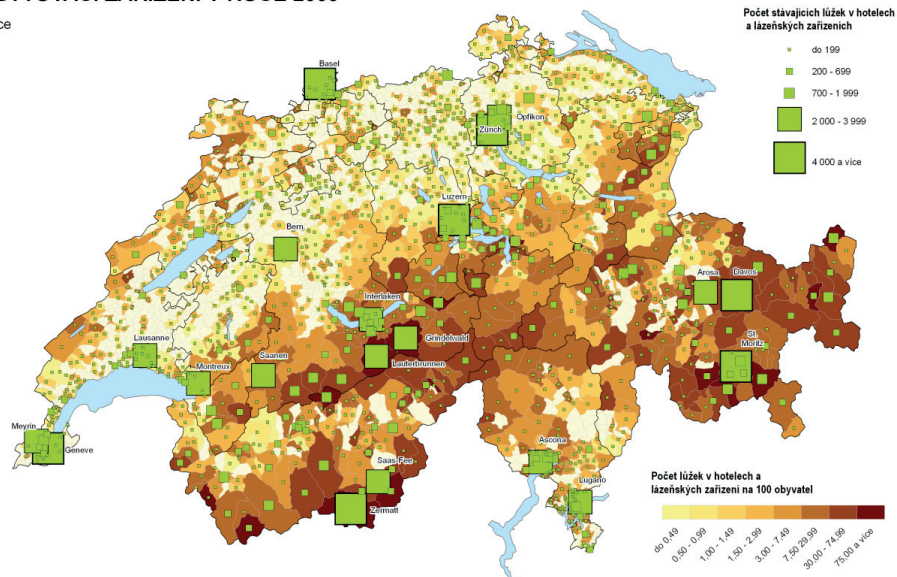 ce
Počet stávajících lůžek v hotelech
a lázeňských zařízeních
do 199
200 - 699
700 - 1 999
2 000 - 3 999
4 000 a více
Basel
Opfikon
Zürich
Luzern
Bern
Arosa
Davos
Interlaken
Grindelwald
St.
Moritz
Lausanne
Saanen
Lauterbrunnen
Montreux
Meyrin
Geneve
Ascona
Saas-Fee
Lugano
Zermatt
Počet lůžek v hotelech a
lázeňských zařízení na 100 obyvatel
do 0,49
0,50 - 0,99
1,00 - 1,49
1,50 - 2,99
3,00 - 7,49
7,50 29,99
30,00 - 74,99
75,00 a více